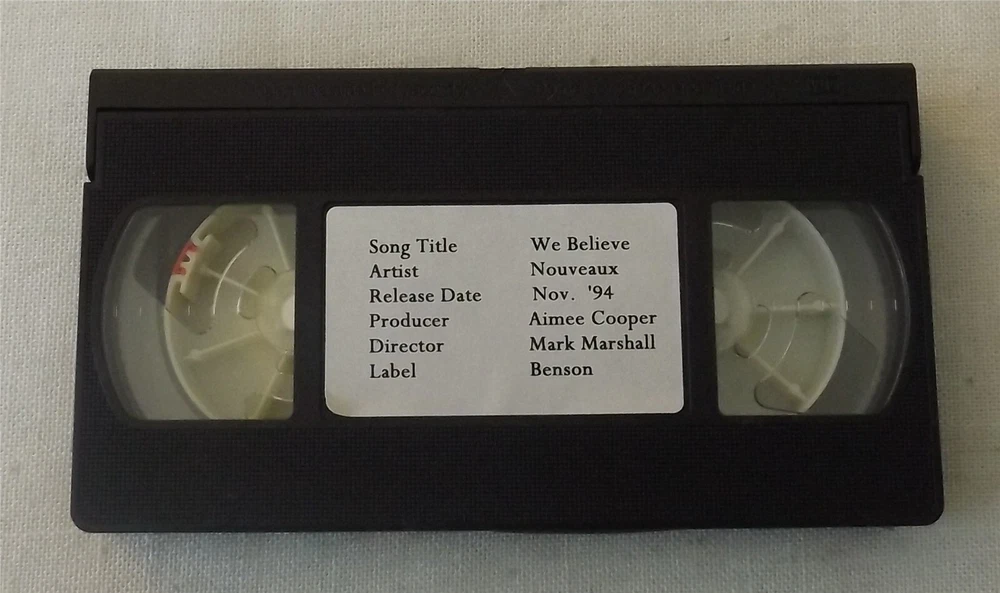 Song Title We Believe
Artist Nouveaux
Release Date Nov. '94
Producer Aimee Cooper
Director Mark Marshall
Label Benson